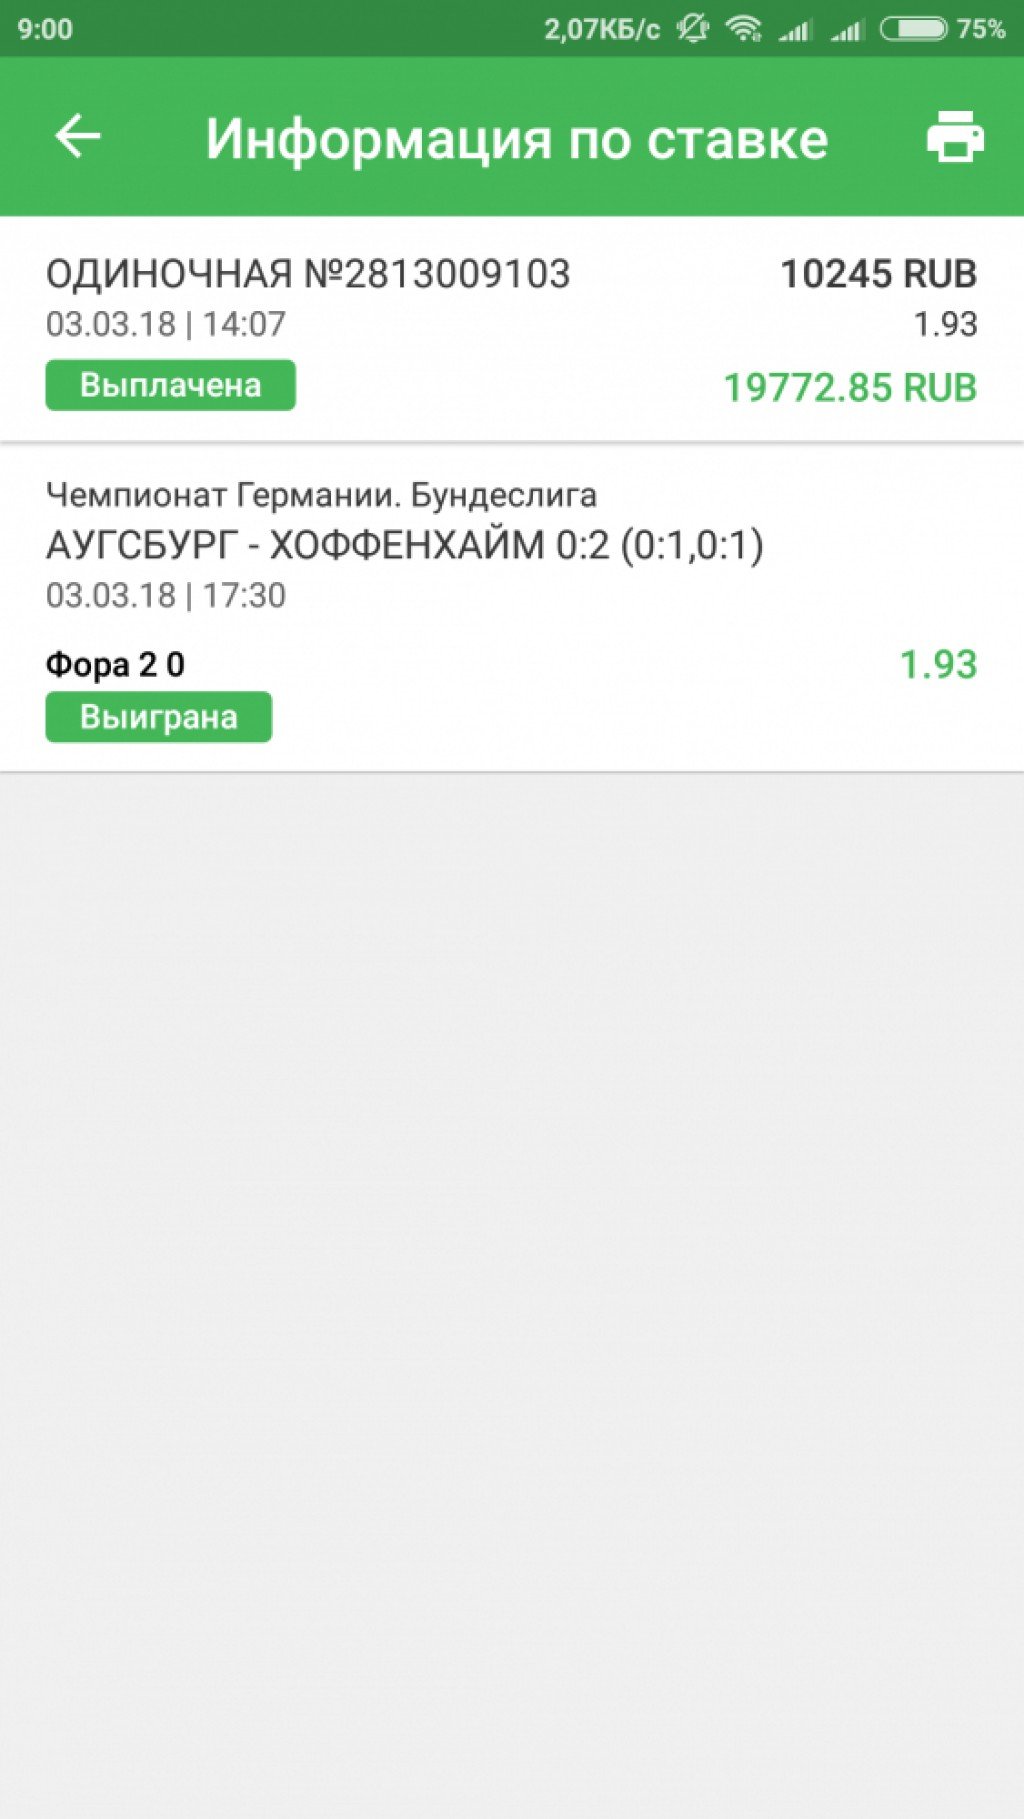 9:00 2,07КБ/с 75%
Информация по ставке
ОДИНОЧНАЯ №2813009103 10245 RUB
03.03.18 | 14:07 1.93
Выплачена 19772.85 RUB
Чемпионат Германии. Бундеслига
АУГСБУРГ - ХОФФЕНХАЙМ 0:2 (0:1,0:1)
03.03.18 | 17:30
Фора 2 0 1.93
Выиграна